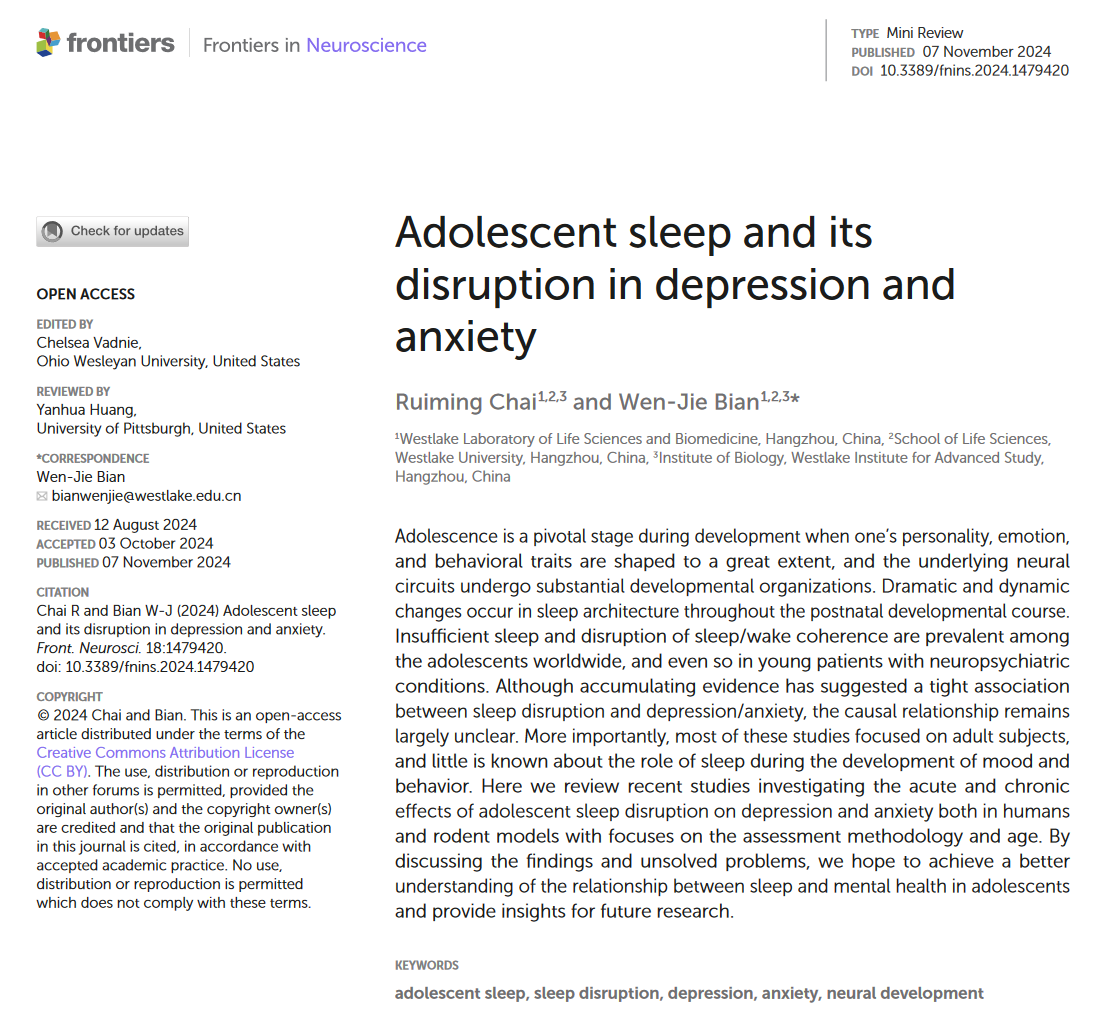 frontiers | Frontiers in Neuroscience
TYPE Mini Review
PUBLISHED 07 November 2024
DOI 10.3389/fnins.2024.1479420
Check for updates
OPEN ACCESS
EDITED BY
Chelsea Vadnie,
Ohio Wesleyan University, United States
REVIEWED BY
Yanhua Huang,
University of Pittsburgh, United States
*CORRESPONDENCE
Wen-Jie Bian
bianwenjie@westlake.edu.cn
RECEIVED 12 August 2024
ACCEPTED 03 October 2024
PUBLISHED 07 November 2024
CITATION
Chai R and Bian W-J (2024) Adolescent sleep
and its disruption in depression and anxiety.
Front. Neurosci. 18:1479420.
doi: 10.3389/fnins.2024.1479420
COPYRIGHT
© 2024 Chai and Bian. This is an open-access
article distributed under the terms of the
Creative Commons Attribution License
(CC BY). The use, distribution or reproduction
in other forums is permitted, provided the
original author(s) and the copyright owner(s)
are credited and that the original publication
in this journal is cited, in accordance with
accepted academic practice. No use,
distribution or reproduction is permitted
which does not comply with these terms.
Adolescent sleep and its
disruption in depression and
anxiety
Ruiming Chai1,2,3 and Wen-Jie Bian1,2,3*
1Westlake Laboratory of Life Sciences and Biomedicine, Hangzhou, China, 2School of Life Sciences,
Westlake University, Hangzhou, China, 3Institute of Biology, Westlake Institute for Advanced Study,
Hangzhou, China
Adolescence is a pivotal stage during development when one's personality, emotion,
and behavioral traits are shaped to a great extent, and the underlying neural
circuits undergo substantial developmental organizations. Dramatic and dynamic
changes occur in sleep architecture throughout the postnatal developmental course.
Insufficient sleep and disruption of sleep/wake coherence are prevalent among
the adolescents worldwide, and even so in young patients with neuropsychiatric
conditions. Although accumulating evidence has suggested a tight association
between sleep disruption and depression/anxiety, the causal relationship remains
largely unclear. More importantly, most of these studies focused on adult subjects,
and little is known about the role of sleep during the development of mood and
behavior. Here we review recent studies investigating the acute and chronic
effects of adolescent sleep disruption on depression and anxiety both in humans
and rodent models with focuses on the assessment methodology and age. By
discussing the findings and unsolved problems, we hope to achieve a better
understanding of the relationship between sleep and mental health in adolescents
and provide insights for future research.
KEYWORDS
adolescent sleep, sleep disruption, depression, anxiety, neural development